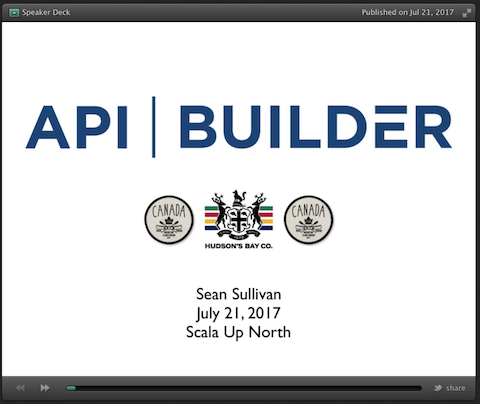 Speaker Deck
Published on Jul 21, 2017
API | BUILDER
CANADA
CANADA
HUDSON'S BAY CO.
Sean Sullivan
July 21, 2017
Scala Up North
share